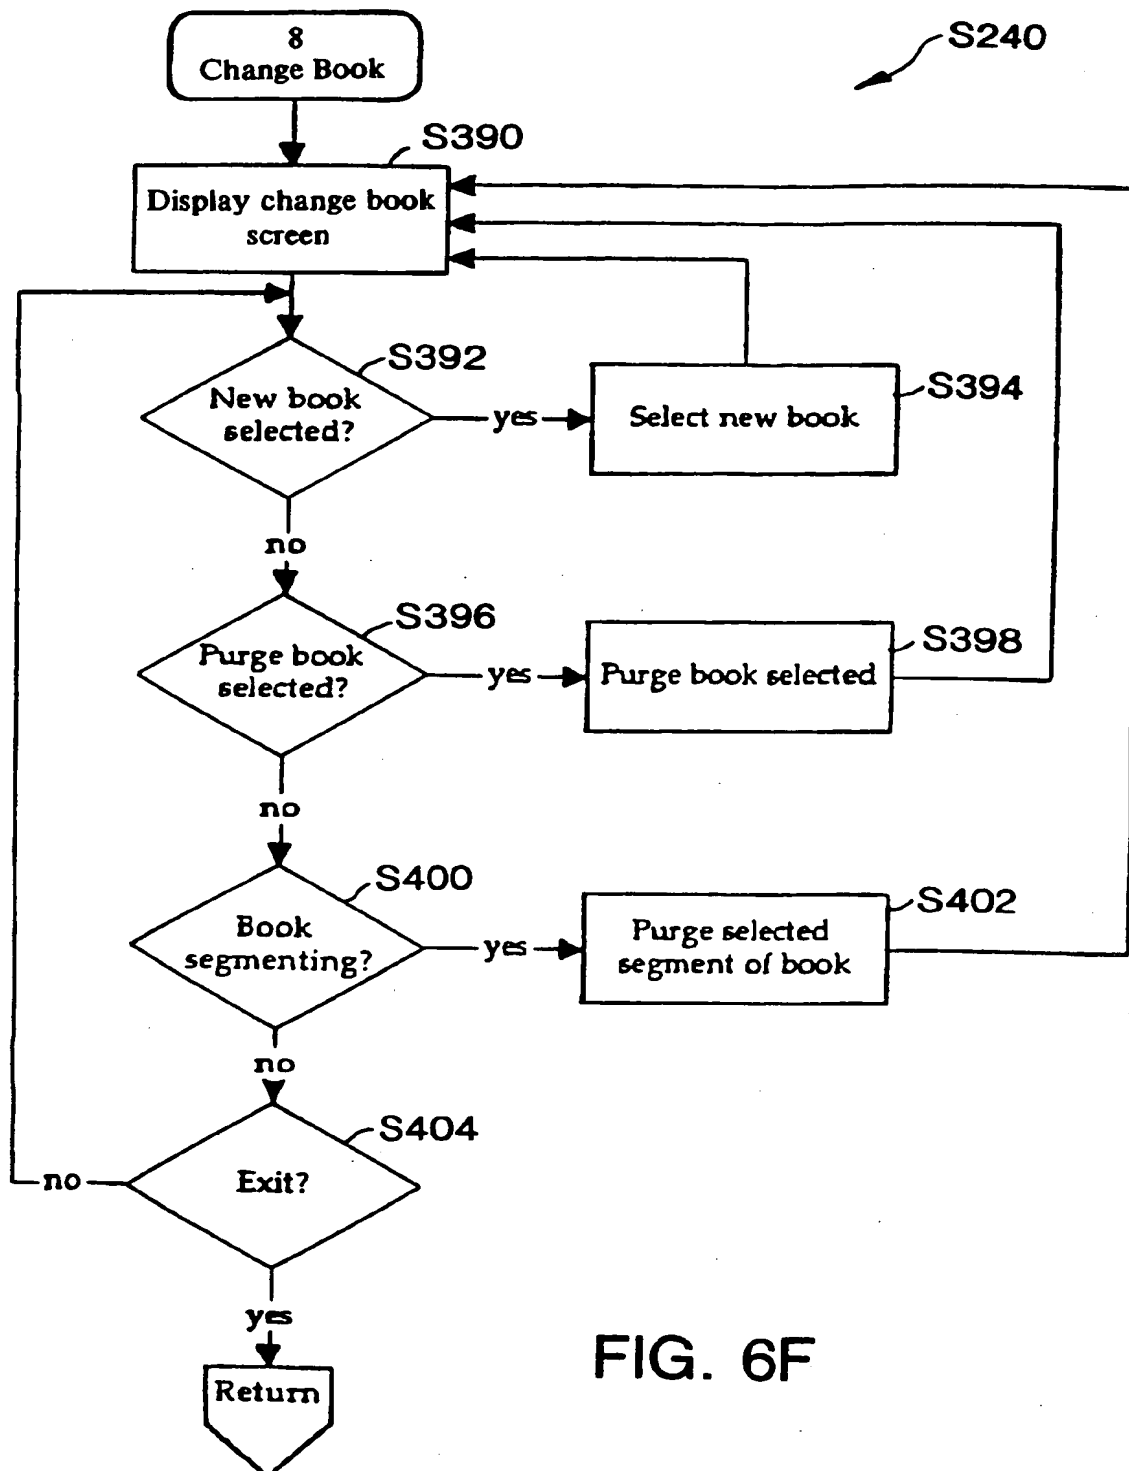 8
Change Book
S240
S390
Display change book
screen
S392
New book
selected?
yes
Select new book
S394
no
S396
Purge book
selected?
yes
Purge book selected
S398
no
S400
Book
segmenting?
yes
Purge selected
segment of book
S402
no
S404
Exit?
no
yes
Return
FIG. 6F